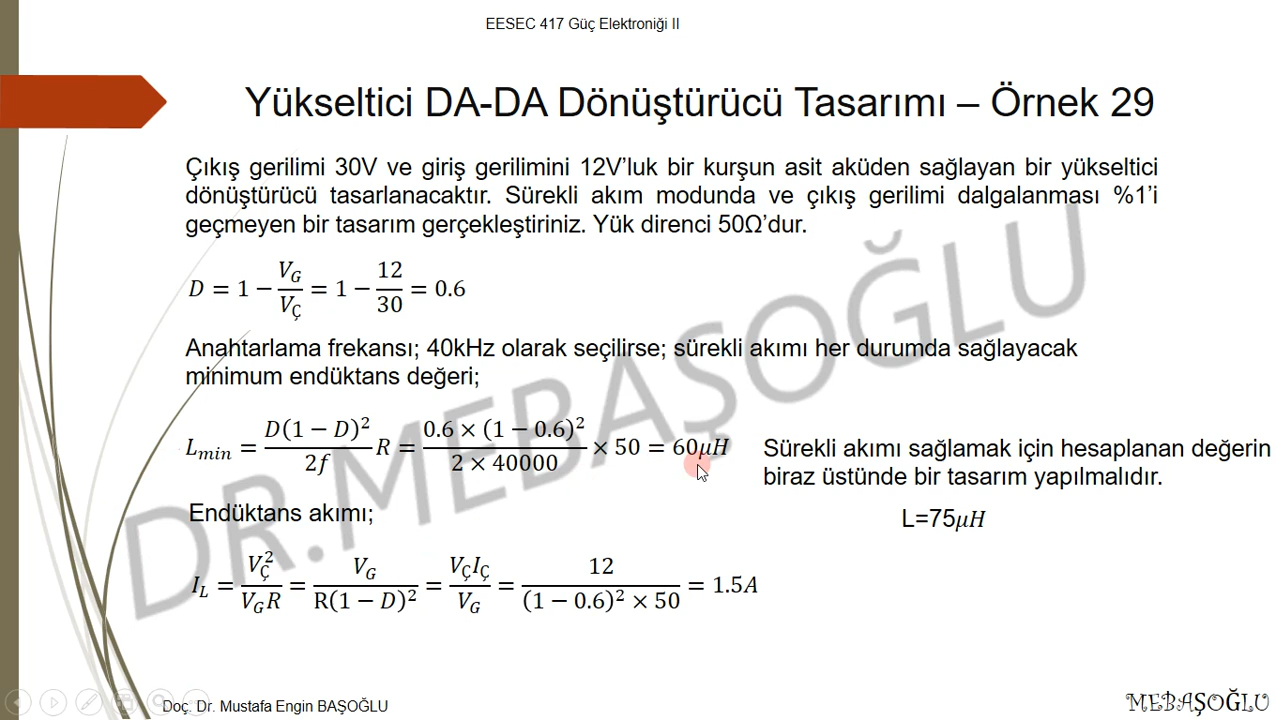 EESEC 417 Güç Elektroniği II
Yükseltici DA-DA Dönüştürücü Tasarımı – Örnek 29
Çıkış gerilimi 30V ve giriş gerilimini 12V’luk bir kurşun asit aküden sağlayan bir yükseltici
dönüştürücü tasarlanacaktır. Sürekli akım modunda ve çıkış gerilimi dalgalanması %1’i
geçmeyen bir tasarım gerçekleştiriniz. Yük direnci 50Ω’dur.
D = 1 − V_G/V_Ç = 1 − 12/30 = 0.6
Anahtarlama frekansı; 40kHz olarak seçilirse; sürekli akımı her durumda sağlayacak
minimum endüktans değeri;
L_min = D(1 − D)²/2f R = 0.6 × (1 − 0.6)²/2 × 40000 × 50 = 60μH
Sürekli akımı sağlamak için hesaplanan değerin
biraz üstünde bir tasarım yapılmalıdır.
L=75μH
Endüktans akımı;
I_L = V_Ç²/V_G R = V_G/R(1 − D)² = V_Ç I_Ç/V_G = 12/(1 − 0.6)² × 50 = 1.5A
DR.MEBAŞOĞLU
Doç. Dr. Mustafa Engin BAŞOĞLU
MEBAŞOĞLU